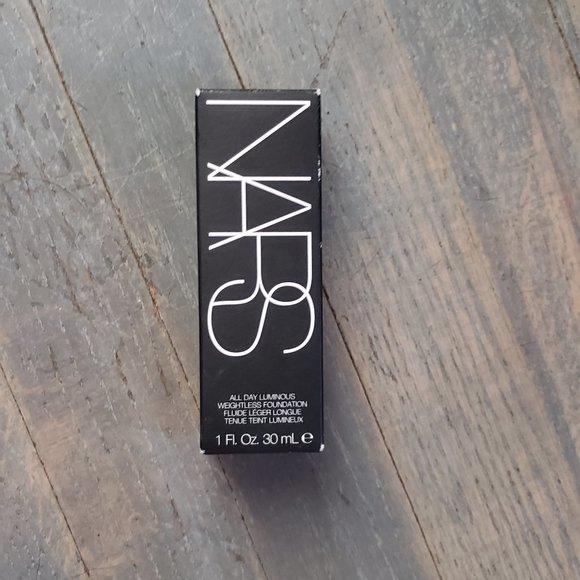 NARS
ALL DAY LUMINOUS
WEIGHTLESS FOUNDATION
FLUIDE LÉGER LONGUE
TENUE TEINT LUMINEUX
1 Fl. Oz. 30 mL ℮